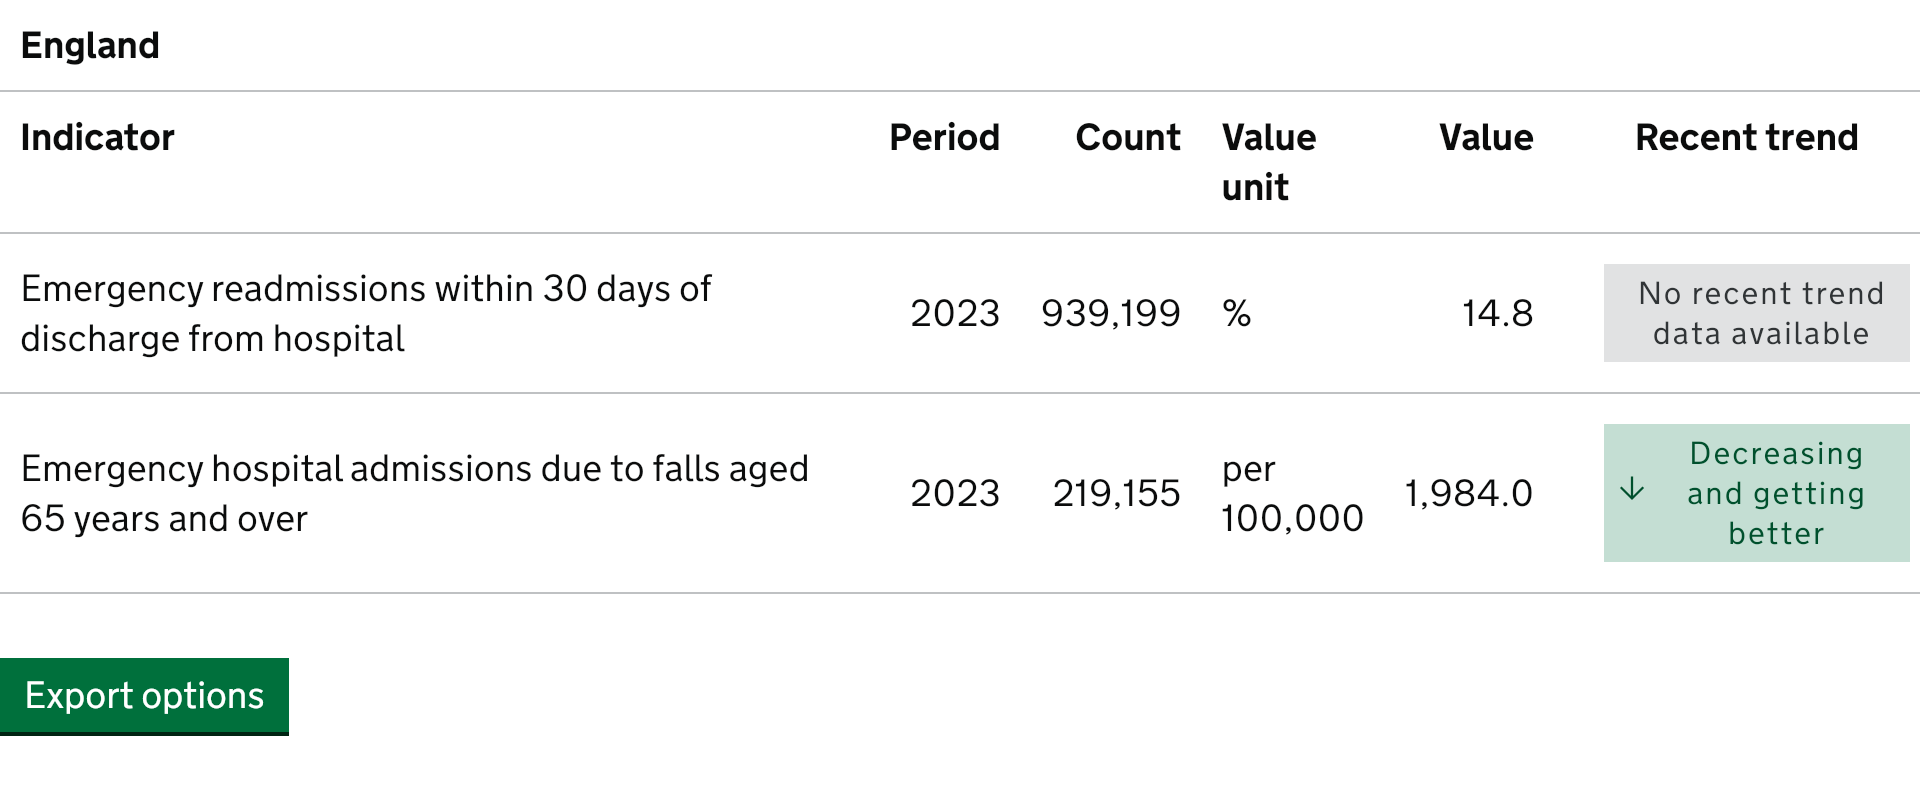 England
Indicator Period Count Value unit Value Recent trend
Emergency readmissions within 30 days of discharge from hospital 2023 939,199 % 14.8 No recent trend data available
Emergency hospital admissions due to falls aged 65 years and over 2023 219,155 per 100,000 1,984.0 ↓ Decreasing and getting better
Export options